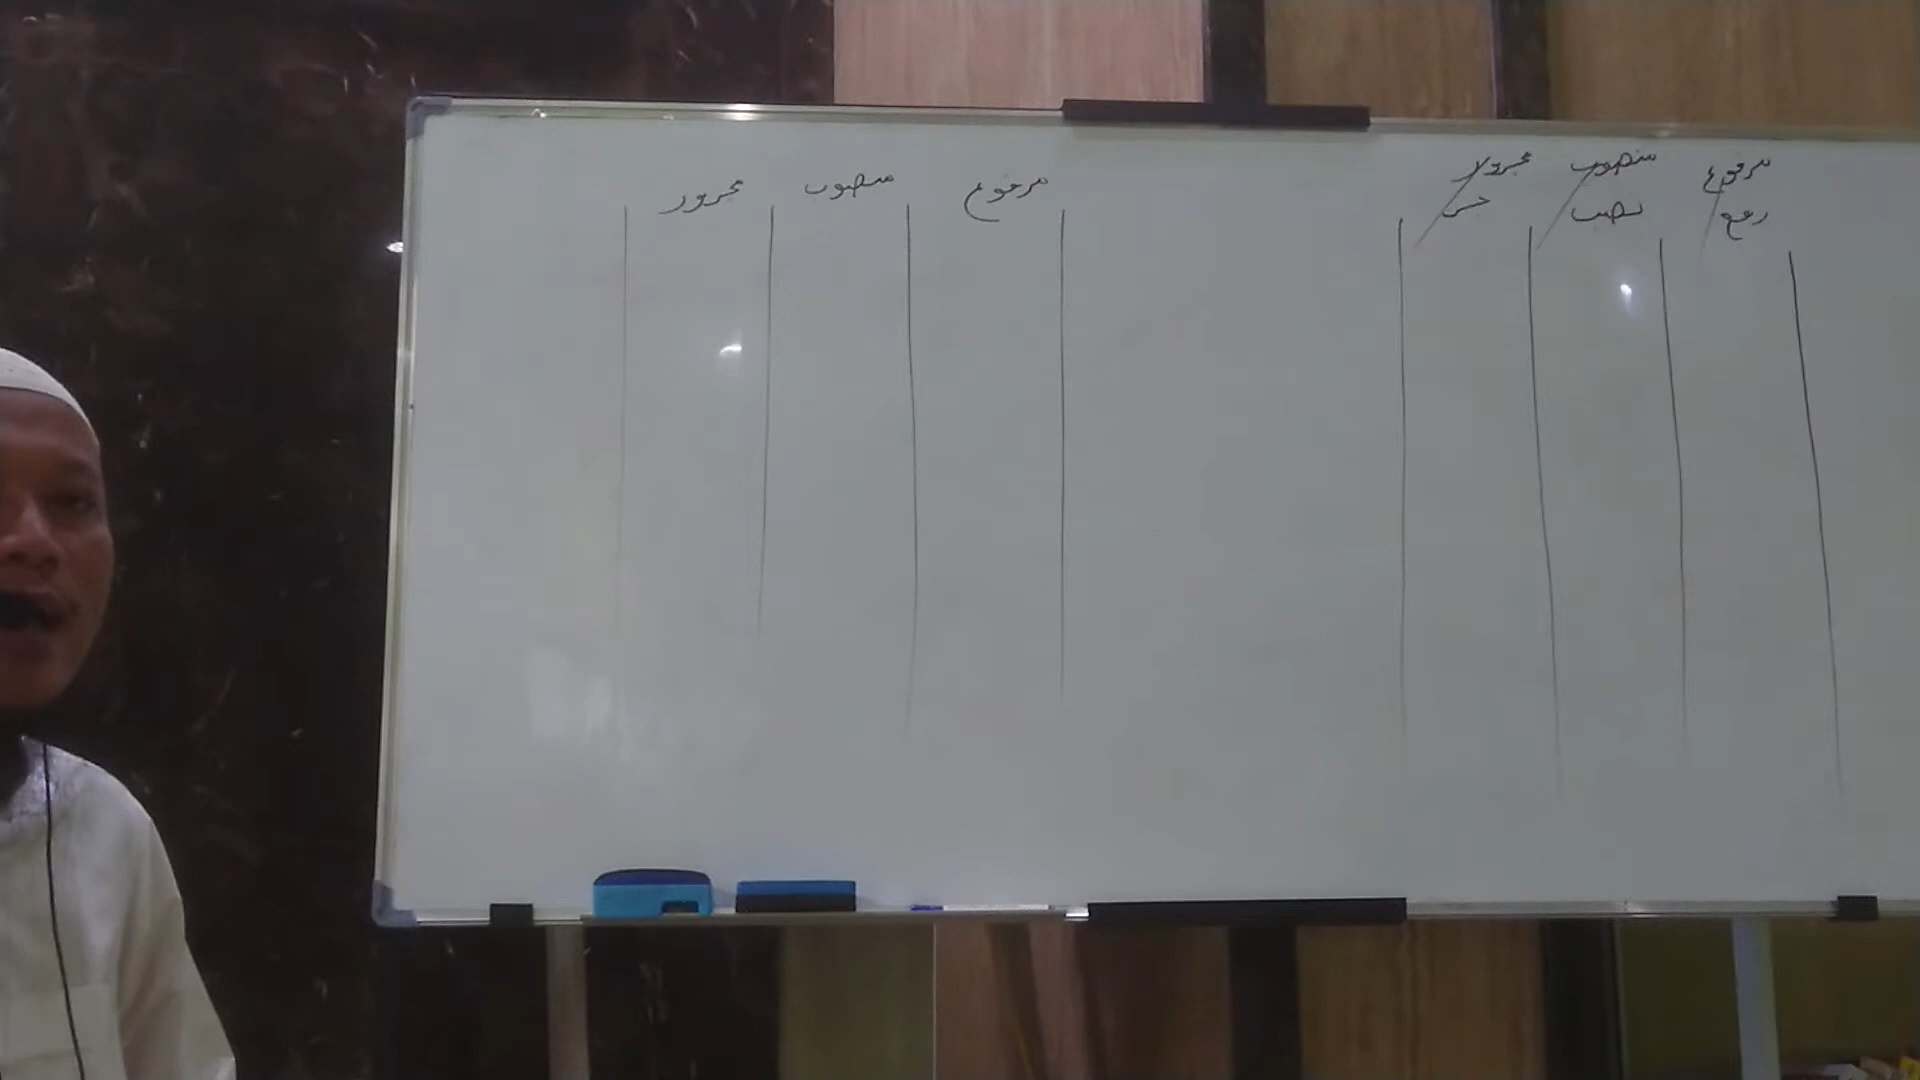 مرفوع / منصوب / مجرور
رفع / نصب / جر
مرفوع منصوب مجرور